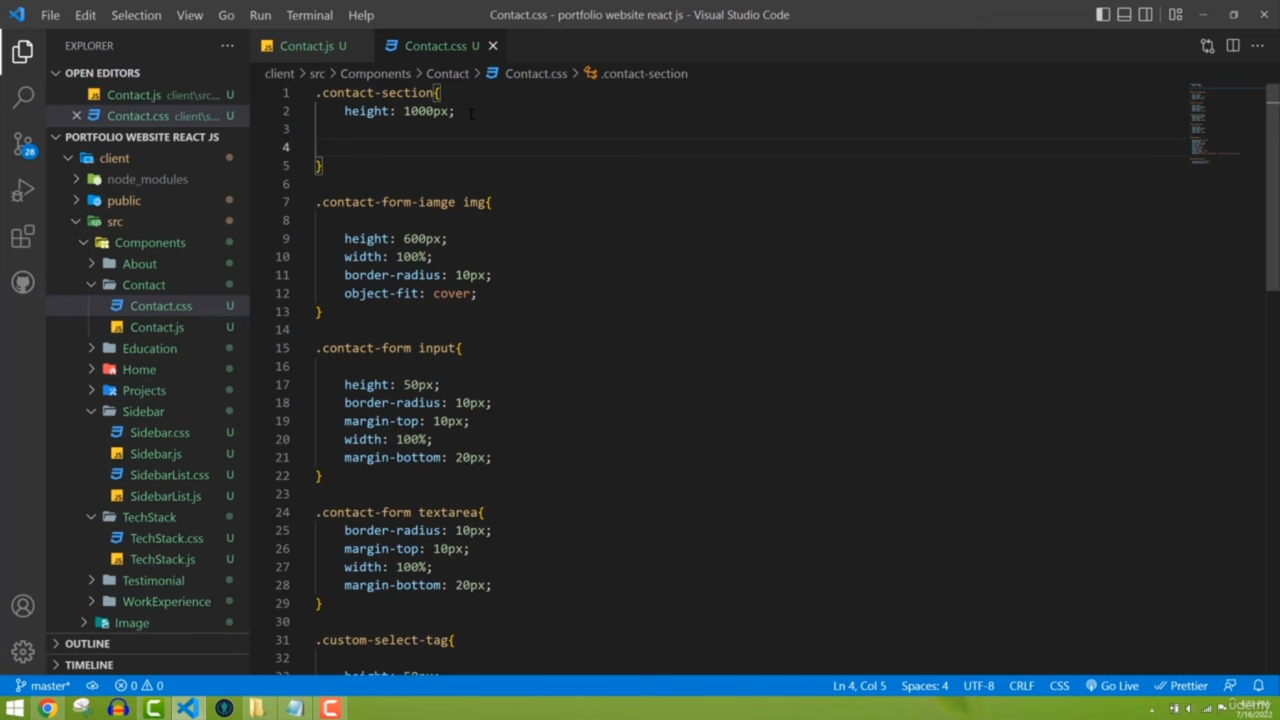 File Edit Selection View Go Run Terminal Help Contact.css - portfolio website react js - Visual Studio Code
EXPLORER
OPEN EDITORS
Contact.js client\src... U
Contact.css client\s... U
PORTFOLIO WEBSITE REACT JS
client
node_modules
public
src
Components
About
Contact
Contact.css U
Contact.js U
Education
Home
Projects
Sidebar
Sidebar.css U
Sidebar.js U
SidebarList.css U
SidebarList.js U
TechStack
TechStack.css U
TechStack.js U
Testimonial
WorkExperience
Image
OUTLINE
TIMELINE
Contact.js U Contact.css U
client > src > Components > Contact > Contact.css > .contact-section
1 .contact-section{
2 height: 1000px;
3
4
5 }
6
7 .contact-form-iamge img{
8
9 height: 600px;
10 width: 100%;
11 border-radius: 10px;
12 object-fit: cover;
13 }
14
15 .contact-form input{
16
17 height: 50px;
18 border-radius: 10px;
19 margin-top: 10px;
20 width: 100%;
21 margin-bottom: 20px;
22 }
23
24 .contact-form textarea{
25 border-radius: 10px;
26 margin-top: 10px;
27 width: 100%;
28 margin-bottom: 20px;
29 }
30
31 .custom-select-tag{
32
28
master* 0 0 Ln 4, Col 5 Spaces: 4 UTF-8 CRLF CSS Go Live Prettier
udemy
7/16/2022